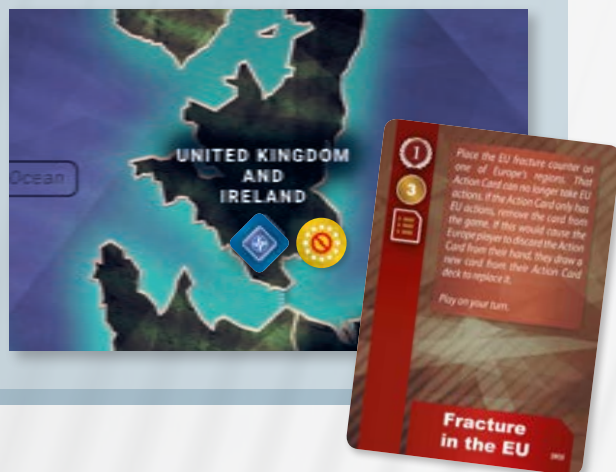 UNITED KINGDOM
AND
IRELAND
Ocean
1
3
Place the EU fracture counter on
one of Europe's regions. That
Action Card can no longer take EU
actions. If the Action Card only has
EU actions, remove the card from
the game, if this would cause the
Europe player to discard the Action
Card from their hand, they draw a
new card from their Action Card
deck to replace it.
Play on your turn.
Fracture
in the EU